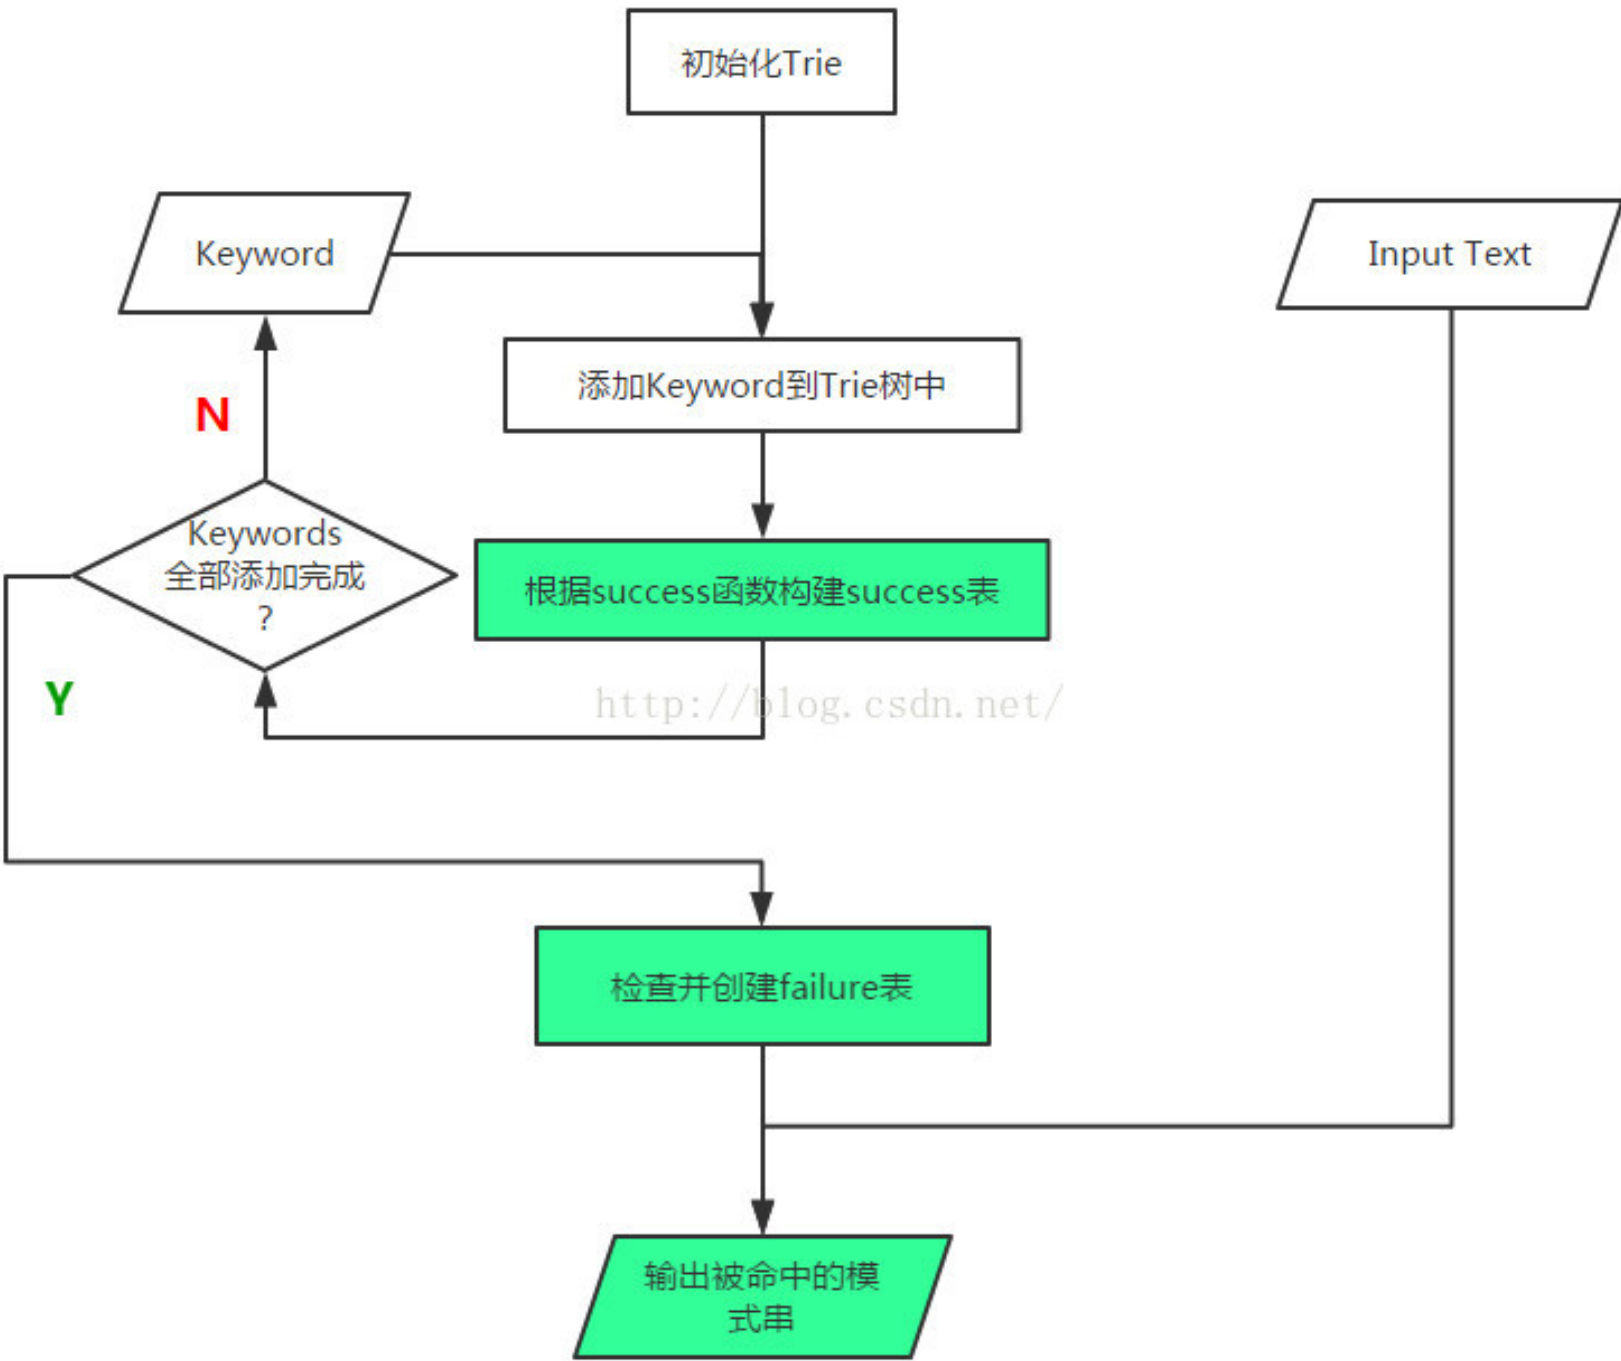 初始化Trie
Keyword
Input Text
添加Keyword到Trie树中
N
Keywords
全部添加完成
?
根据success函数构建success表
Y
http://blog.csdn.net/
检查并创建failure表
输出被命中的模
式串